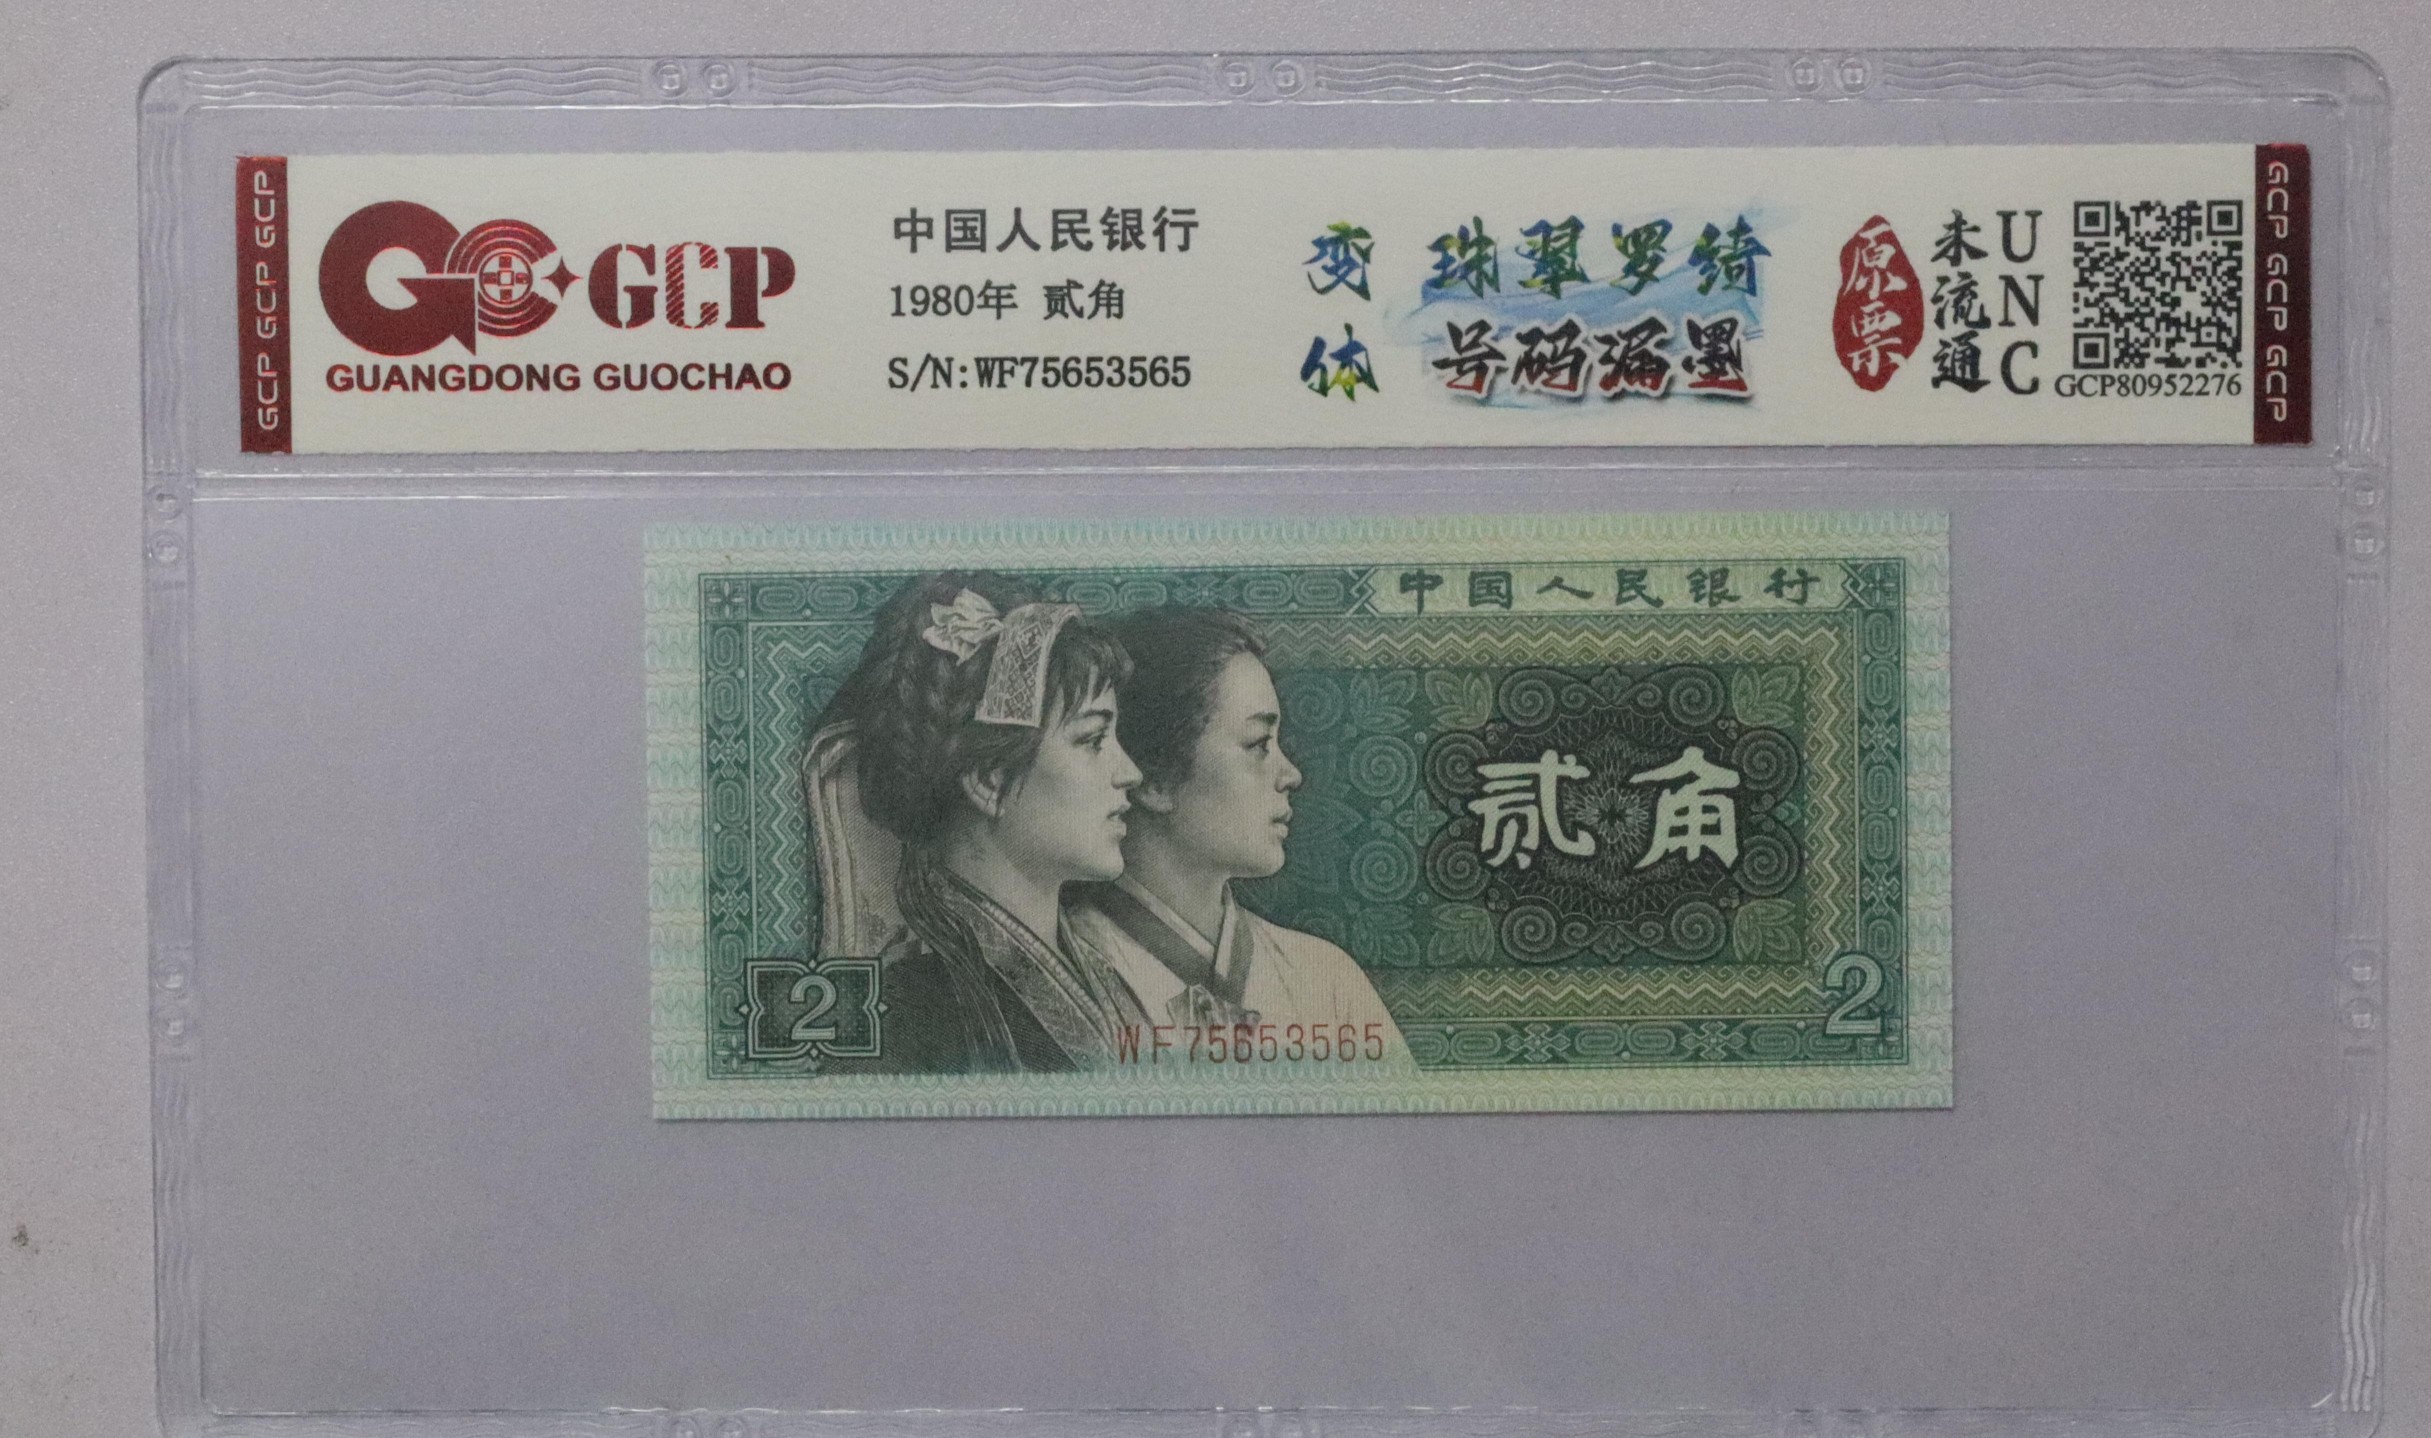 GCP GCP GCP
GCP
GUANGDONG GUOCHAO
中国人民银行
1980年 贰角
S/N:WF75653565
变体
珠翠罗绮
号码漏墨
原票
未流通
UNC
GCP80952276
GCP GCP GCP
中国人民银行
贰角
2
WF75653565
2